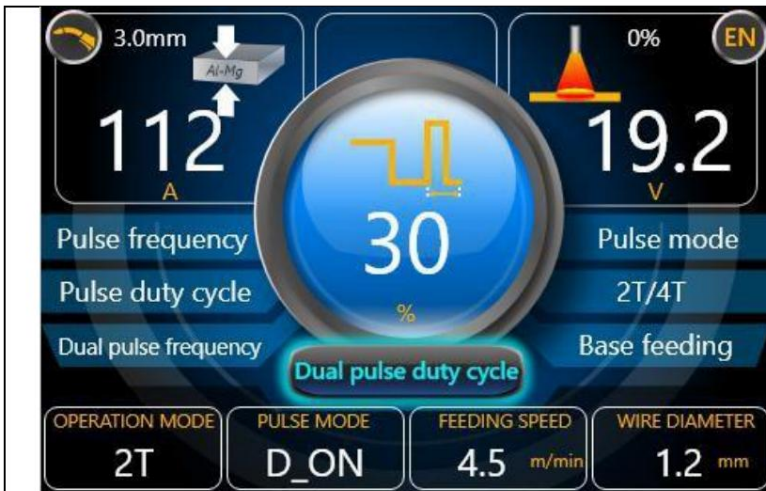 3.0mm
Al-Mg
0%
EN
112
A
19.2
V
30
%
Pulse frequency
Pulse duty cycle
Dual pulse frequency
Pulse mode
2T/4T
Base feeding
Dual pulse duty cycle
OPERATION MODE
2T
PULSE MODE
D_ON
FEEDING SPEED
4.5 m/min
WIRE DIAMETER
1.2 mm